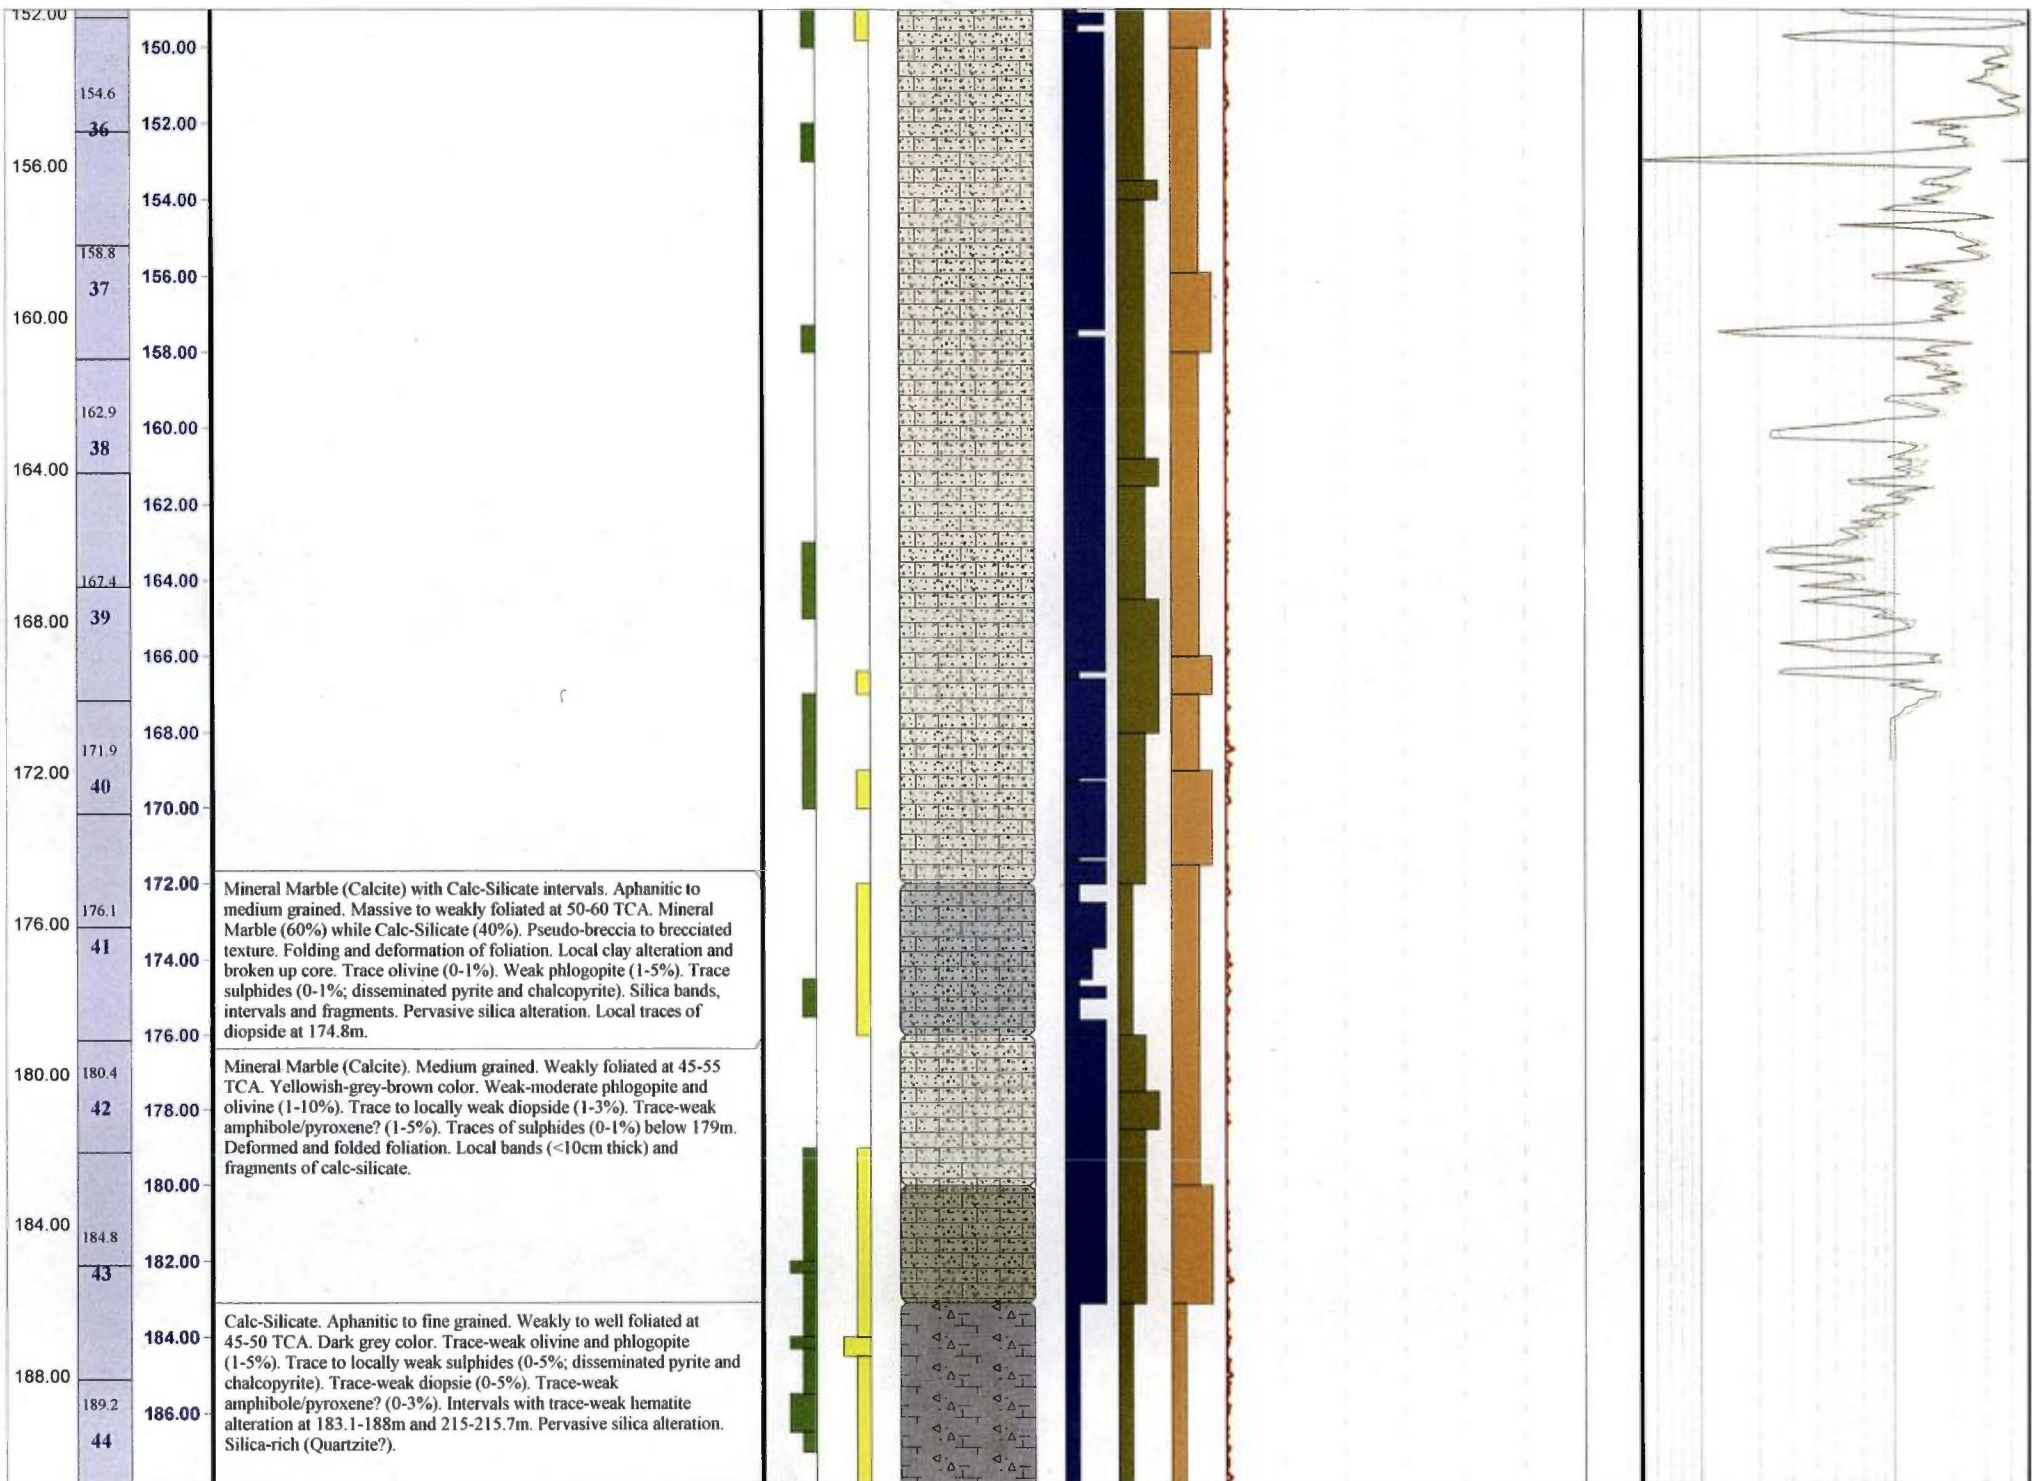 152.00
156.00
160.00
164.00
168.00
172.00
176.00
180.00
184.00
188.00
154.6
36
158.8
37
162.9
38
167.4
39
171.9
40
176.1
41
180.4
42
184.8
43
189.2
44
150.00
152.00
154.00
156.00
158.00
160.00
162.00
164.00
166.00
168.00
170.00
172.00
174.00
176.00
178.00
180.00
182.00
184.00
186.00
Mineral Marble (Calcite) with Calc-Silicate intervals. Aphanitic to
medium grained. Massive to weakly foliated at 50-60 TCA. Mineral
Marble (60%) while Calc-Silicate (40%). Pseudo-breccia to brecciated
texture. Folding and deformation of foliation. Local clay alteration and
broken up core. Trace olivine (0-1%). Weak phlogopite (1-5%). Trace
sulphides (0-1%; disseminated pyrite and chalcopyrite). Silica bands,
intervals and fragments. Pervasive silica alteration. Local traces of
diopside at 174.8m.
Mineral Marble (Calcite). Medium grained. Weakly foliated at 45-55
TCA. Yellowish-grey-brown color. Weak-moderate phlogopite and
olivine (1-10%). Trace to locally weak diopside (1-3%). Trace-weak
amphibole/pyroxene? (1-5%). Traces of sulphides (0-1%) below 179m.
Deformed and folded foliation. Local bands (<10cm thick) and
fragments of calc-silicate.
Calc-Silicate. Aphanitic to fine grained. Weakly to well foliated at
45-50 TCA. Dark grey color. Trace-weak olivine and phlogopite
(1-5%). Trace to locally weak sulphides (0-5%; disseminated pyrite and
chalcopyrite). Trace-weak diopsie (0-5%). Trace-weak
amphibole/pyroxene? (0-3%). Intervals with trace-weak hematite
alteration at 183.1-188m and 215-215.7m. Pervasive silica alteration.
Silica-rich (Quartzite?).